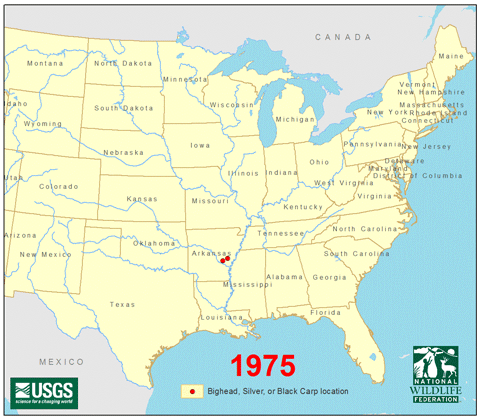 CANADA
Maine
Montana
North Dakota
Minnesota
Vermont
New Hampshire
Idaho
South Dakota
Wisconsin
Michigan
New York
Massachusetts
Rhode Island
Connecticut
Wyoming
Iowa
Pennsylvania
New Jersey
Nebraska
Ohio
Delaware
Maryland
District of Columbia
Utah
Colorado
Illinois
Indiana
West Virginia
Virginia
Kansas
Missouri
Kentucky
North Carolina
Arizona
New Mexico
Oklahoma
Arkansas
Tennessee
South Carolina
Mississippi
Alabama
Georgia
Texas
Louisiana
Florida
MEXICO
1975
Bighead, Silver, or Black Carp location
USGS
science for a changing world
NATIONAL
WILDLIFE
FEDERATION